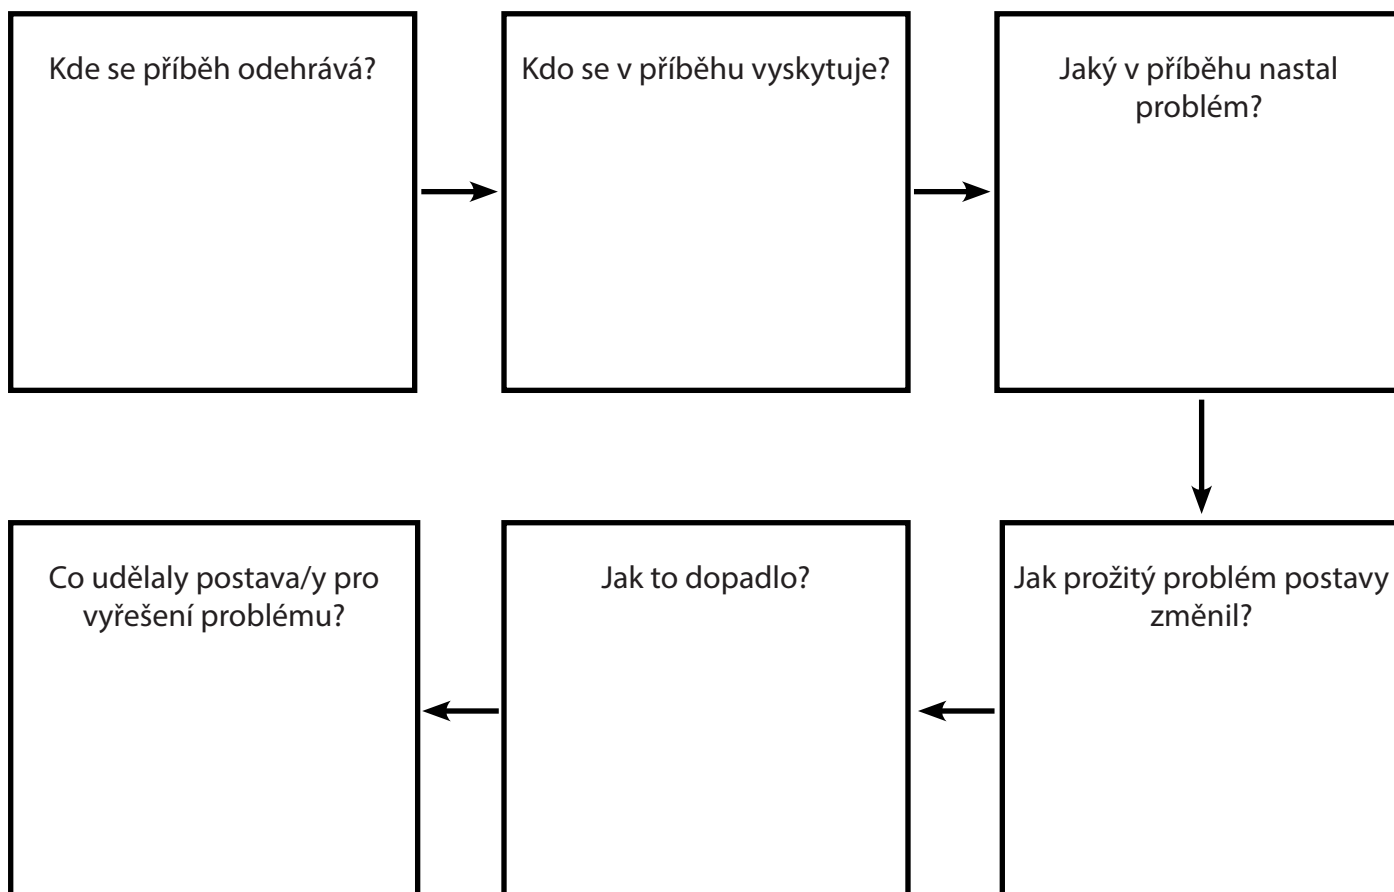 Kde se příběh odehrává?
Kdo se v příběhu vyskytuje?
Jaký v příběhu nastal
problém?
Co udělaly postava/y pro
vyřešení problému?
Jak to dopadlo?
Jak prožitý problém postavy
změnil?